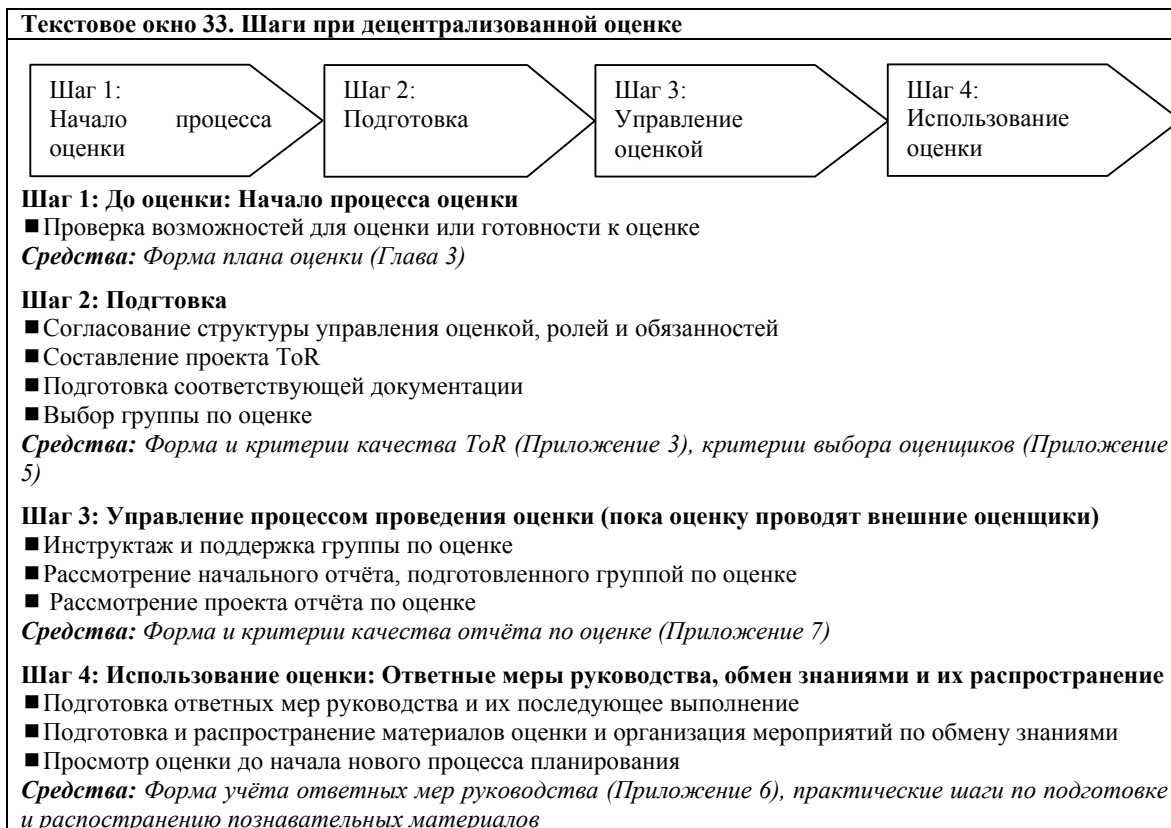 Текстовое окно 33. Шаги при децентрализованной оценке
Шаг 1:
Начало процесса
оценки
Шаг 2:
Подготовка
Шаг 3:
Управление
оценкой
Шаг 4:
Использование
оценки
Шаг 1: До оценки: Начало процесса оценки
■Проверка возможностей для оценки или готовности к оценке
Средства: Форма плана оценки (Глава 3)
Шаг 2: Подгтовка
■Согласование структуры управления оценкой, ролей и обязанностей
■Составление проекта ToR
■Подготовка соответствующей документации
■Выбор группы по оценке
Средства: Форма и критерии качества ToR (Приложение 3), критерии выбора оценщиков (Приложение
5)
Шаг 3: Управление процессом проведения оценки (пока оценку проводят внешние оценщики)
■Инструктаж и поддержка группы по оценке
■Рассмотрение начального отчёта, подготовленного группой по оценке
■ Рассмотрение проекта отчёта по оценке
Средства: Форма и критерии качества отчёта по оценке (Приложение 7)
Шаг 4: Использование оценки: Ответные меры руководства, обмен знаниями и их распространение
■Подготовка ответных мер руководства и их последующее выполнение
■Подготовка и распространение материалов оценки и организация мероприятий по обмену знаниями
■Просмотр оценки до начала нового процесса планирования
Средства: Форма учёта ответных мер руководства (Приложение 6), практические шаги по подготовке
и распостранению познавательных материалов